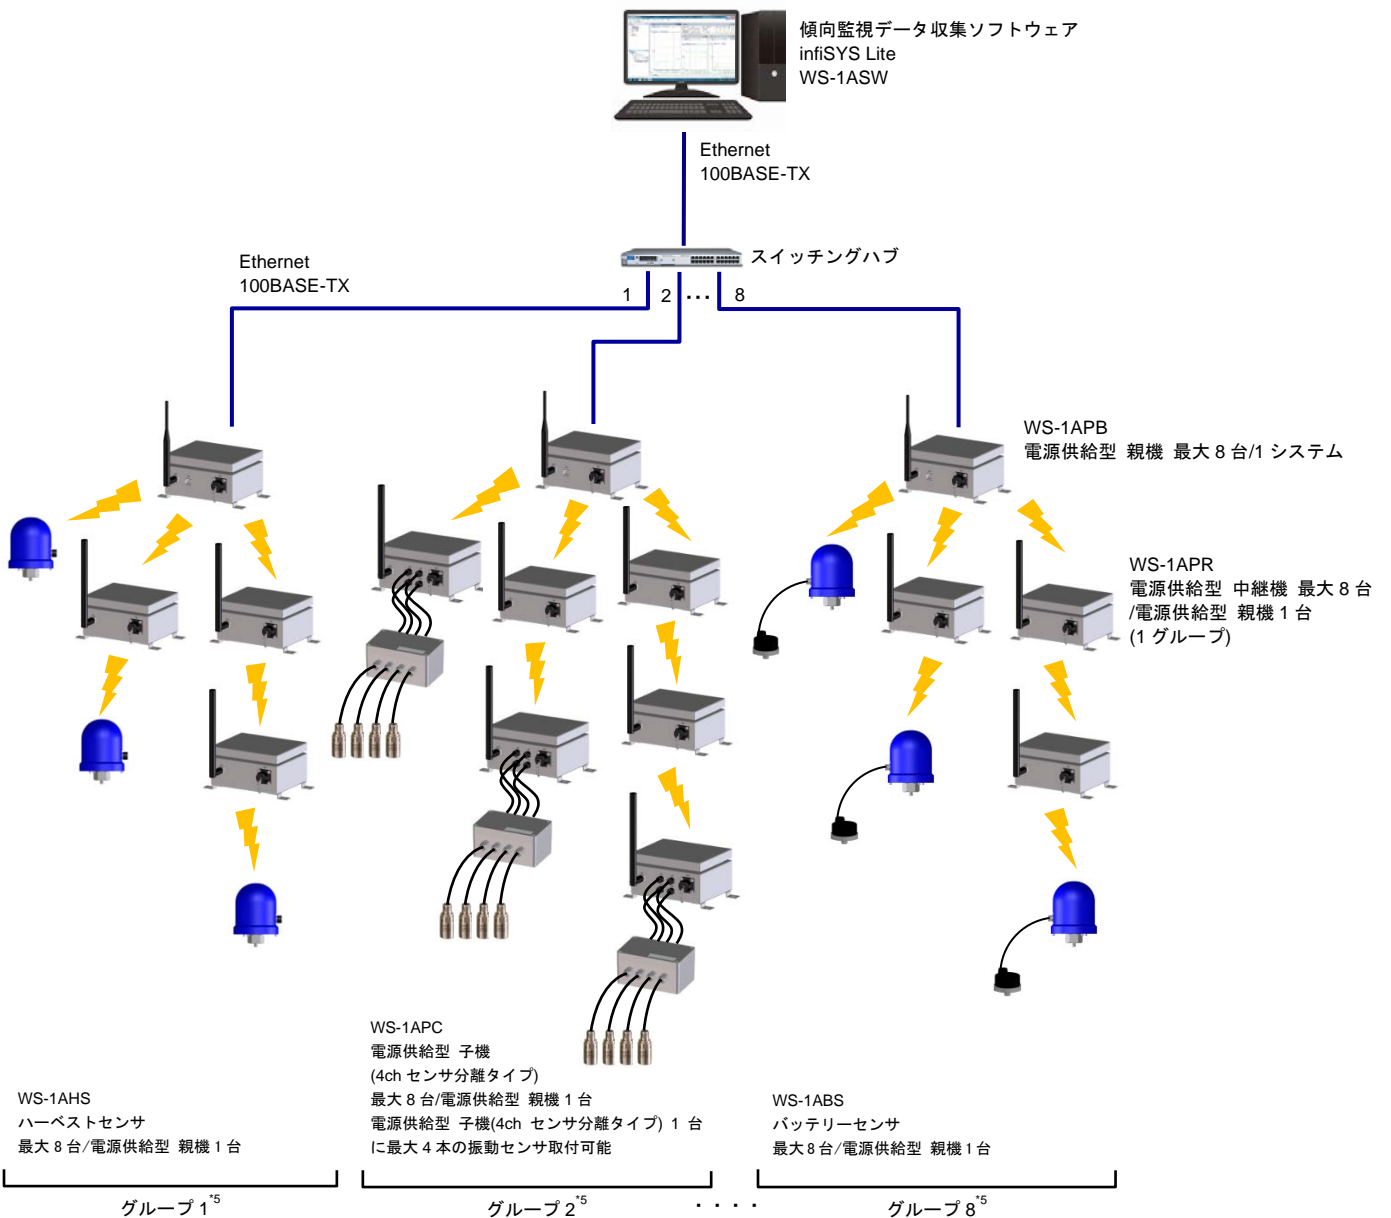 傾向監視データ収集ソフトウェア
infiSYS Lite
WS-1ASW
Ethernet
100BASE-TX
スイッチングハブ
Ethernet
100BASE-TX
1
2
･･･
8
WS-1APB
電源供給型 親機 最大 8 台/1 システム
WS-1APR
電源供給型 中継機 最大 8 台
/電源供給型 親機 1 台
(1 グループ)
WS-1APC
電源供給型 子機
(4ch センサ分離タイプ)
最大 8 台/電源供給型 親機 1 台
電源供給型 子機(4ch センサ分離タイプ) 1 台
に最大 4 本の振動センサ取付可能
WS-1AHS
ハーベストセンサ
最大 8 台/電源供給型 親機 1 台
WS-1ABS
バッテリーセンサ
最大 8 台/電源供給型 親機 1 台
グループ 1*5
グループ 2*5
・・・・
グループ 8*5